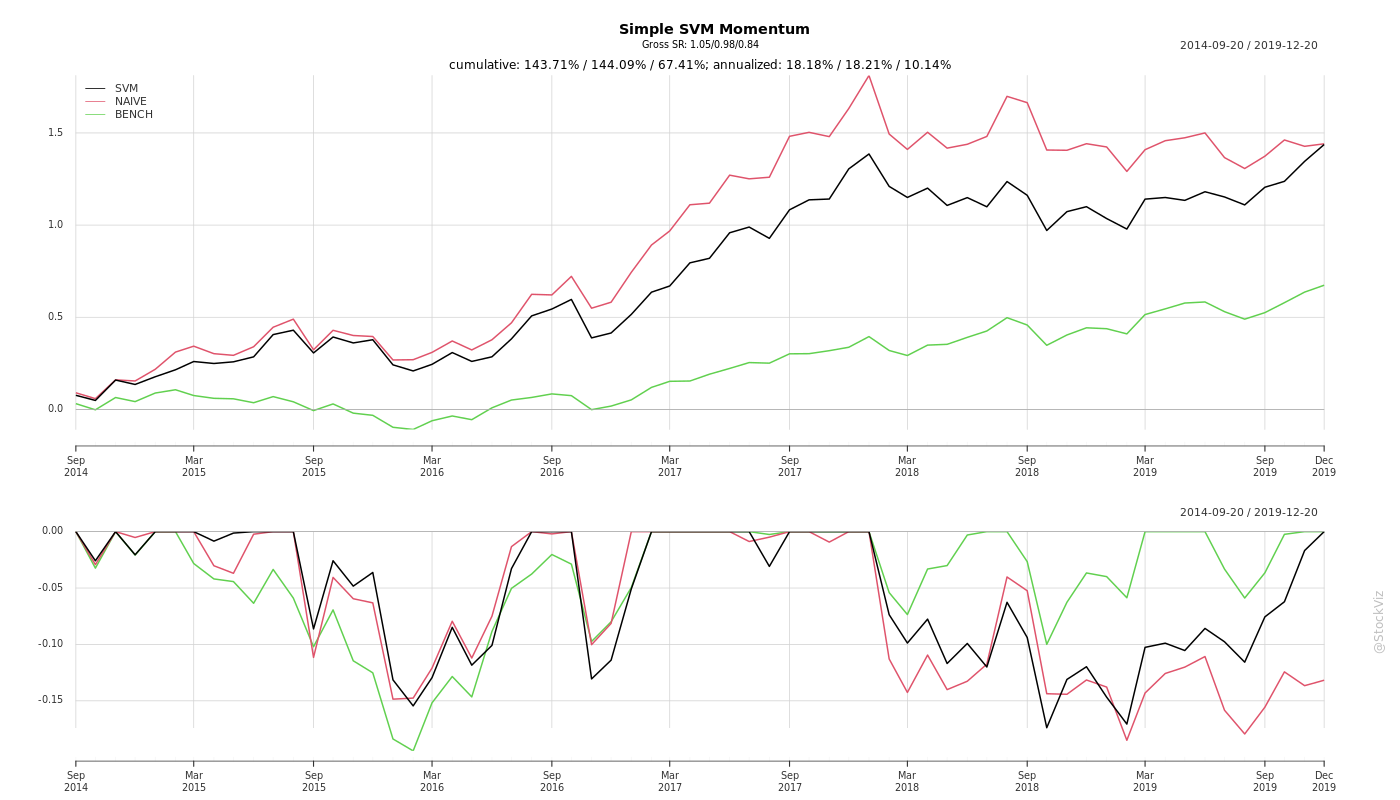 Simple SVM Momentum
Gross SR: 1.05/0.98/0.84
2014-09-20 / 2019-12-20
cumulative: 143.71% / 144.09% / 67.41%; annualized: 18.18% / 18.21% / 10.14%
SVM
NAIVE
BENCH
1.5
1.0
0.5
0.0
Sep Mar Sep Mar Sep Mar Sep Mar Sep Mar Sep Dec
2014 2015 2015 2016 2016 2017 2017 2018 2018 2019 2019 2019
2014-09-20 / 2019-12-20
0.00
-0.05
-0.10
-0.15
Sep Mar Sep Mar Sep Mar Sep Mar Sep Mar Sep Dec
2014 2015 2015 2016 2016 2017 2017 2018 2018 2019 2019 2019
@StockViz